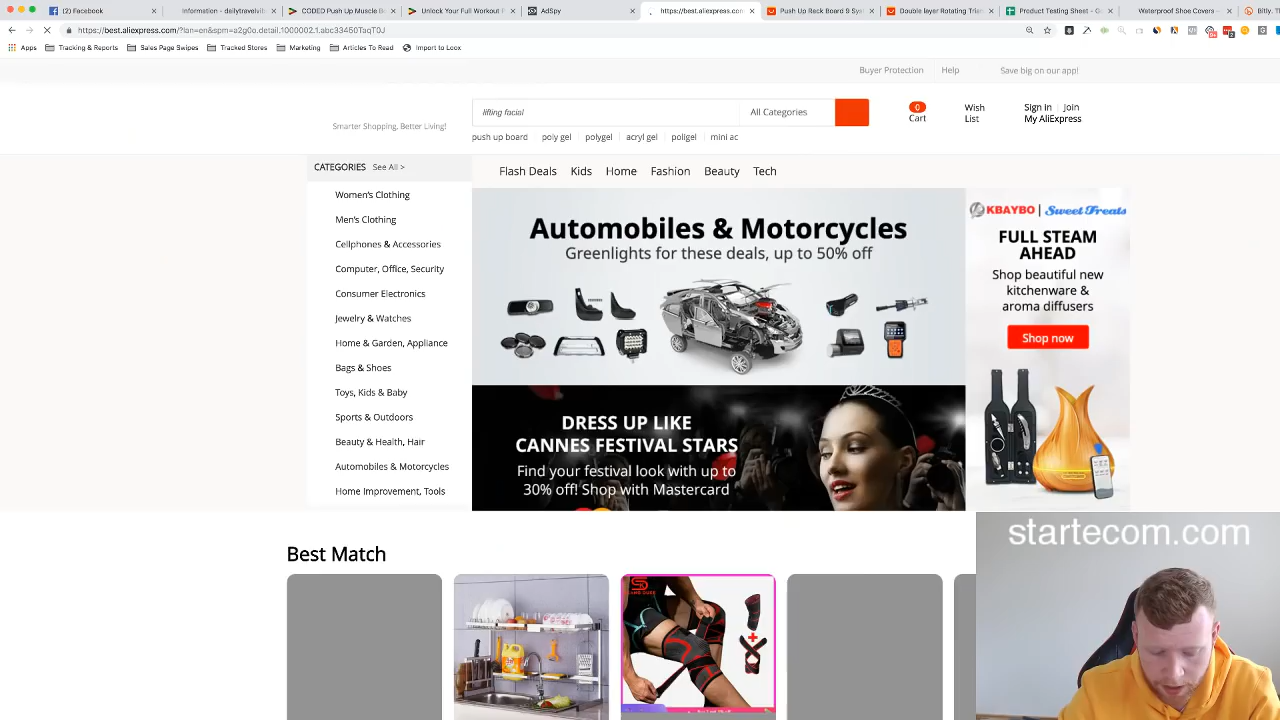 (2) Facebook
Information - dailytravelvib
CODED Push Up Muscle Bo
Unlock Your Full Workout P
AdSpy
https://best.aliexpress.com
Push Up Rack Board 9 Syst
Double layer Rotating Trian
Product Testing Sheet - Go
Waterproof Shoe Covers –
Bitly. T
https://best.aliexpress.com/?lan=en&spm=a2g0o.detail.1000002.1.abc33450TqtT0J
Apps
Tracking & Reports
Sales Page Swipes
Tracked Stores
Marketing
Articles To Read
Import to Loox
Buyer Protection
Help
Save big on our app!
Smarter Shopping, Better Living!
lifting facial
All Categories
0
Cart
Wish
List
Sign in
Join
My AliExpress
push up board
poly gel
polygel
acryl gel
poligel
mini ac
CATEGORIES See All >
Flash Deals
Kids
Home
Fashion
Beauty
Tech
Women's Clothing
Men's Clothing
Cellphones & Accessories
Computer, Office, Security
Consumer Electronics
Jewelry & Watches
Home & Garden, Appliance
Bags & Shoes
Toys, Kids & Baby
Sports & Outdoors
Beauty & Health, Hair
Automobiles & Motorcycles
Home Improvement, Tools
Automobiles & Motorcycles
Greenlights for these deals, up to 50% off
DRESS UP LIKE
CANNES FESTIVAL STARS
Find your festival look with up to
30% off! Shop with Mastercard
KBAYBO | Sweet Treats
FULL STEAM
AHEAD
Shop beautiful new
kitchenware &
aroma diffusers
Shop now
Best Match
startecom.com